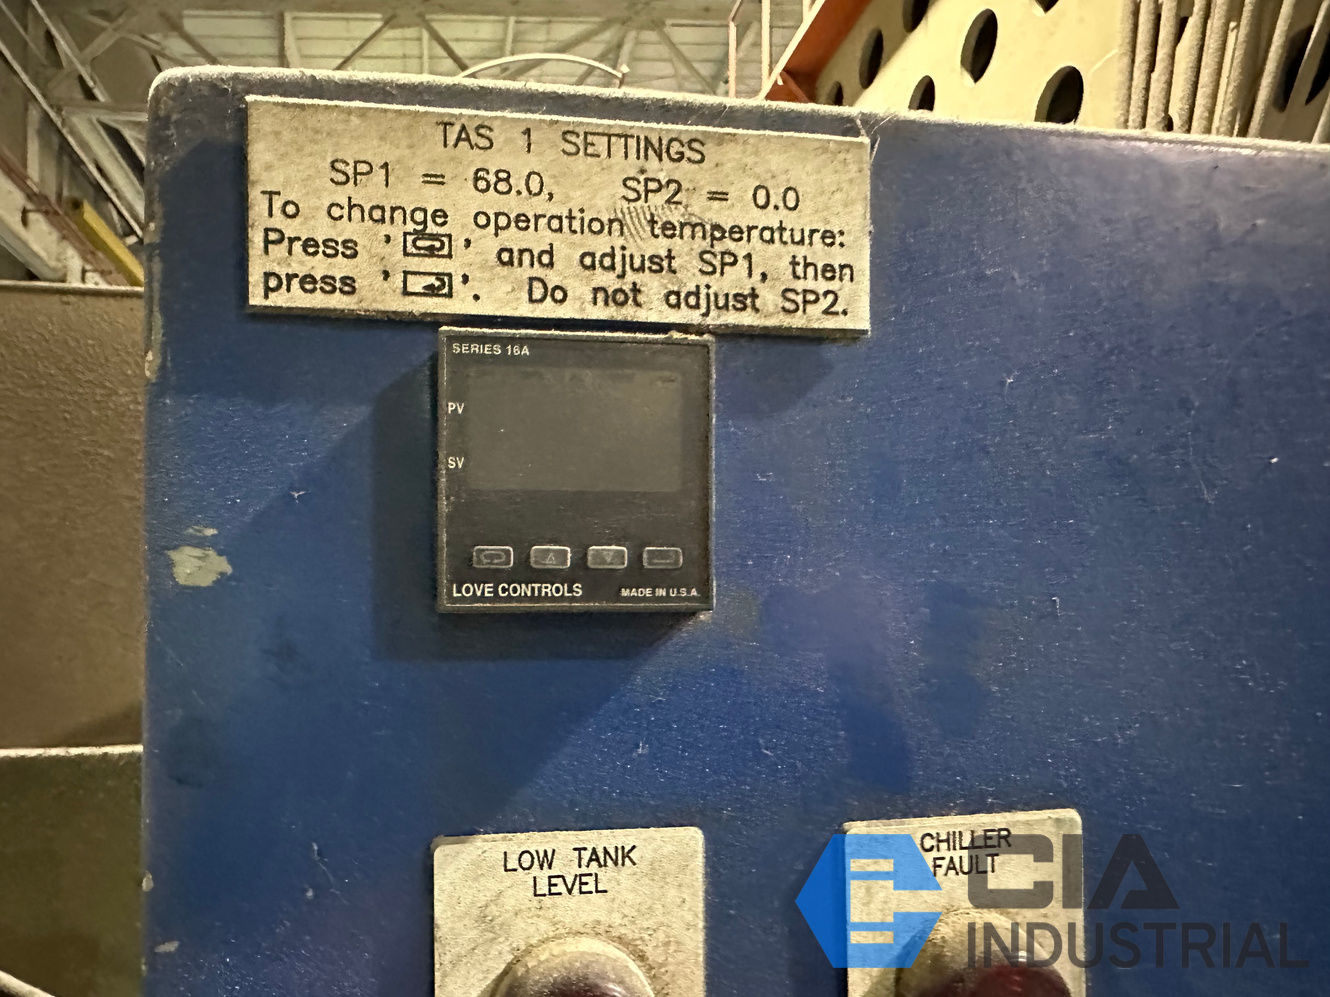 TAS 1 SETTINGS
SP1 = 68.0, SP2 = 0.0
To change operation temperature:
Press ' ' and adjust SP1, then
press ' '. Do not adjust SP2.
SERIES 16A
PV
SV
LOVE CONTROLS MADE IN U.S.A.
LOW TANK
LEVEL
CHILLER
FAULT
CIA
INDUSTRIAL